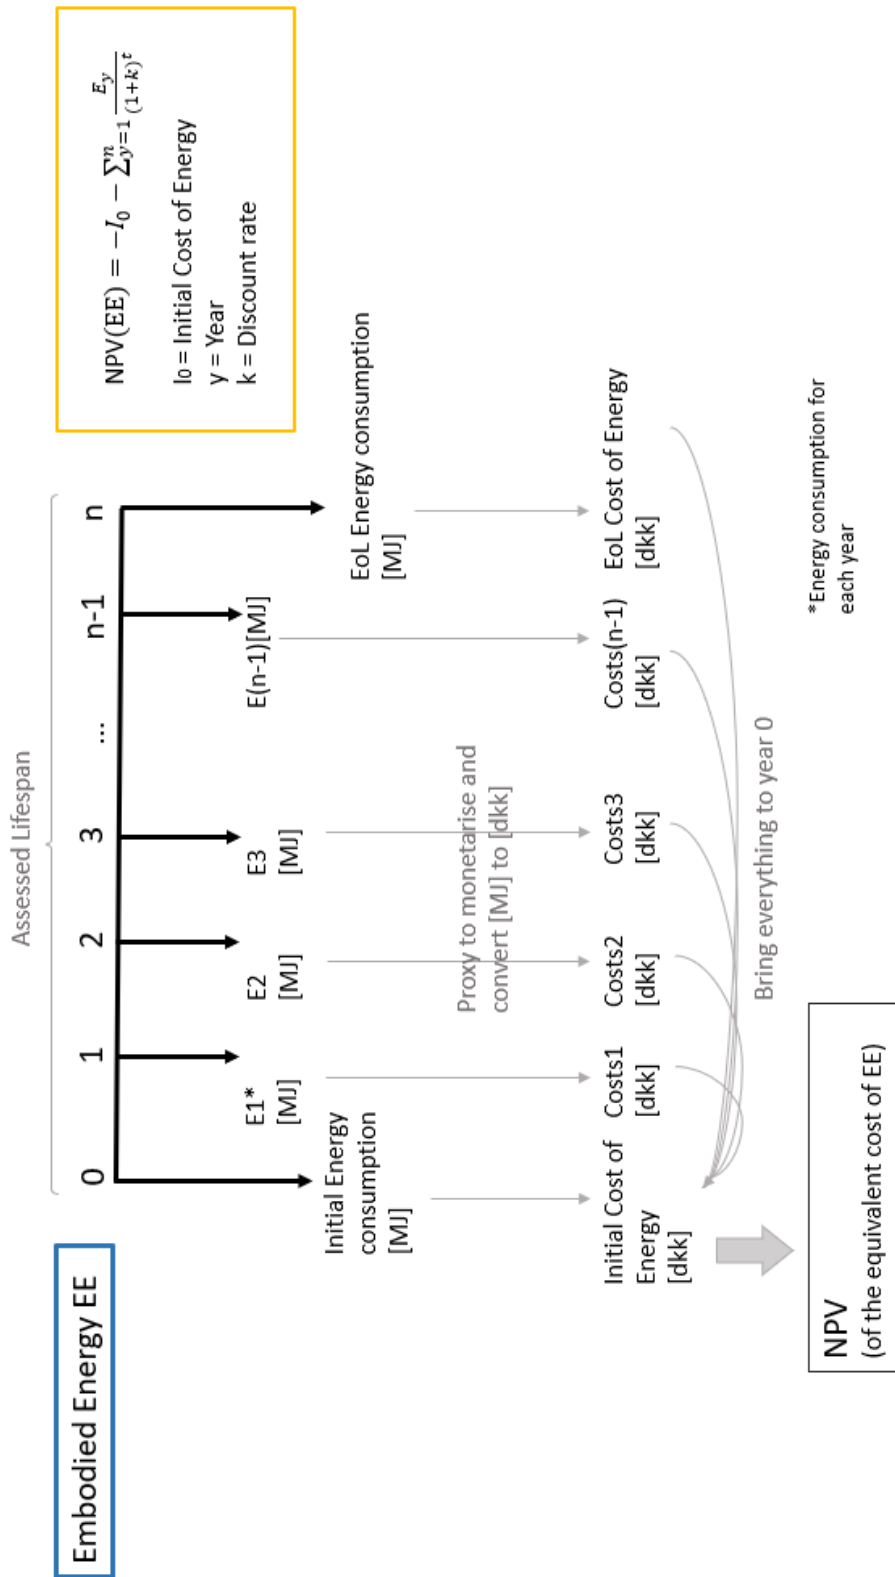 Embodied Energy EE
Assessed Lifespan
0 1 2 3 ... n-1 n
NPV(EE) = −I₀ − ∑ⁿ_{y=1} E_y/(1+k)ᵗ
I₀ = Initial Cost of Energy
y = Year
k = Discount rate
Initial Energy
consumption
[MJ]
E1*
[MJ]
E2
[MJ]
E3
[MJ]
E(n-1)[MJ]
EoL Energy consumption
[MJ]
Proxy to monetarise and
convert [MJ] to [dkk]
Initial Cost of
Energy
[dkk]
Costs1
[dkk]
Costs2
[dkk]
Costs3
[dkk]
Costs(n-1)
[dkk]
EoL Cost of Energy
[dkk]
Bring everything to year 0
NPV
(of the equivalent cost of EE)
*Energy consumption for
each year